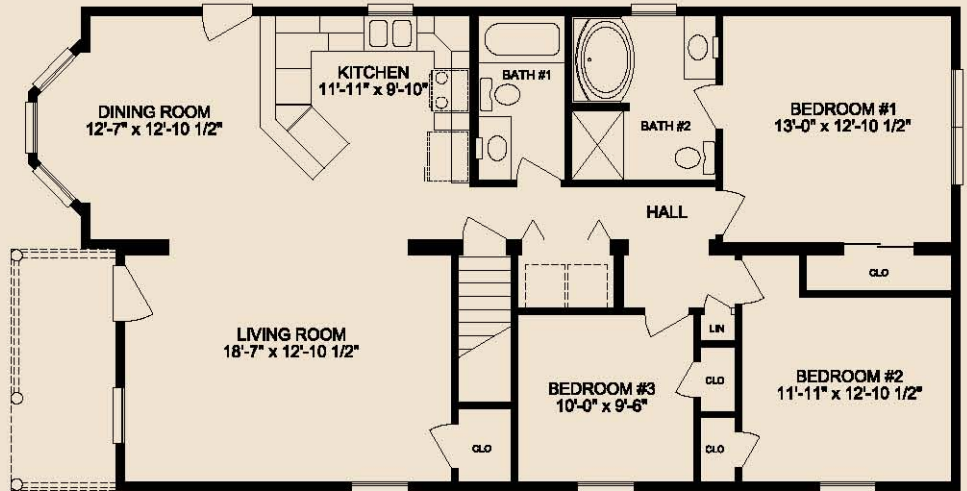 DINING ROOM
12'-7" x 12'-10 1/2"
KITCHEN
11'-11" x 9'-10"
BATH #1
BATH #2
BEDROOM #1
13'-0" x 12'-10 1/2"
HALL
CLO
LIVING ROOM
18'-7" x 12'-10 1/2"
CLO
BEDROOM #3
10'-0" x 9'-6"
LIN
CLO
CLO
BEDROOM #2
11'-11" x 12'-10 1/2"